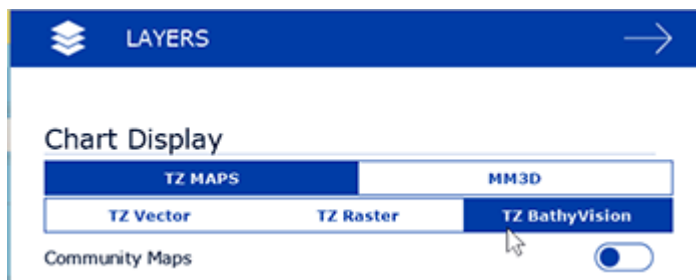 LAYERS
Chart Display
TZ MAPS MM3D
TZ Vector TZ Raster TZ BathyVision
Community Maps